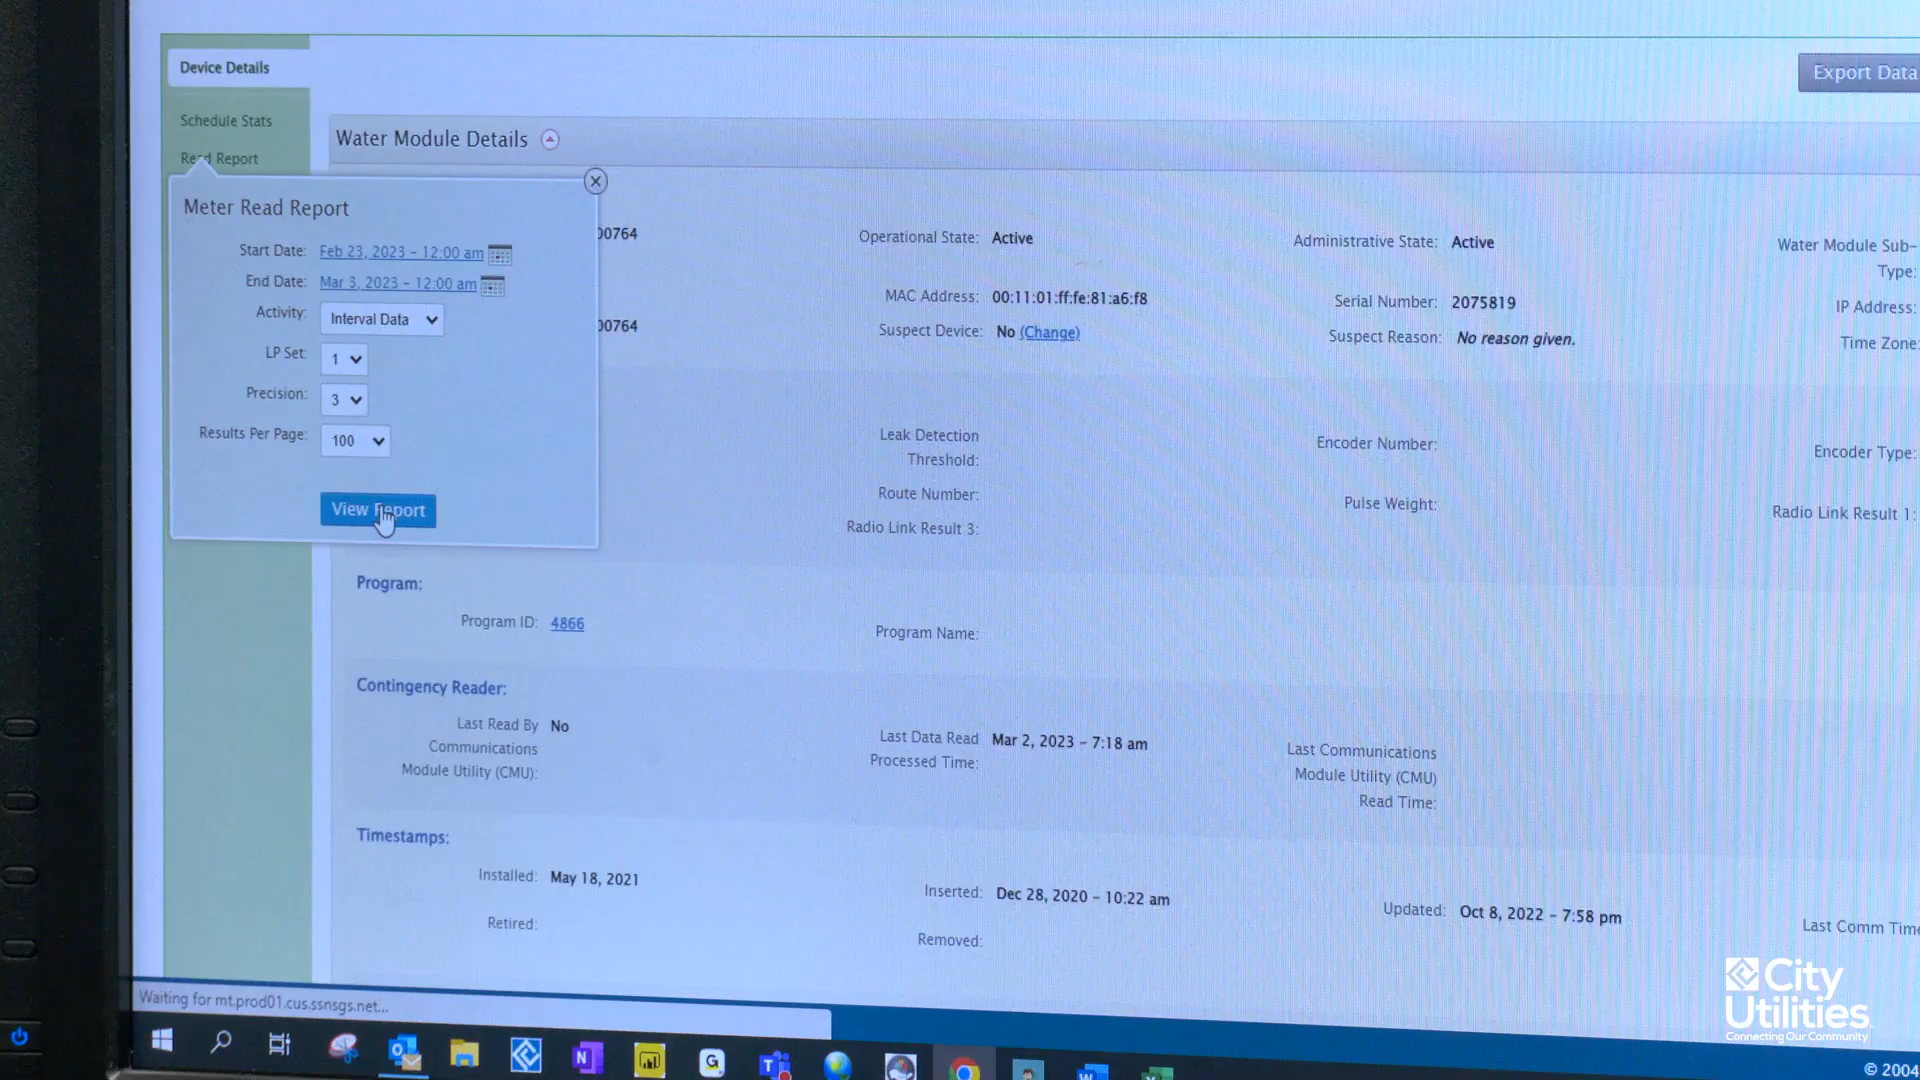 Device Details
Export Data
Schedule Stats
Water Module Details
Read Report
Meter Read Report
Start Date: Feb 23, 2023 - 12:00 am
End Date: Mar 3, 2023 - 12:00 am
Activity: Interval Data
LP Set: 1
Precision: 3
Results Per Page: 100
View Report
00764
Operational State: Active
Administrative State: Active
Water Module Sub-
Type:
MAC Address: 00:11:01:ff:fe:81:a6:f8
Serial Number: 2075819
IP Address:
00764
Suspect Device: No (Change)
Suspect Reason: No reason given.
Time Zone:
Leak Detection
Threshold:
Encoder Number:
Encoder Type:
Route Number:
Pulse Weight:
Radio Link Result 1:
Radio Link Result 3:
Program:
Program ID: 4866
Program Name:
Contingency Reader:
Last Read By No
Communications
Module Utility (CMU):
Last Data Read Mar 2, 2023 - 7:18 am
Processed Time:
Last Communications
Module Utility (CMU)
Read Time:
Timestamps:
Installed: May 18, 2021
Inserted: Dec 28, 2020 - 10:22 am
Updated: Oct 8, 2022 - 7:58 pm
Last Comm Time
Retired:
Removed:
City
Utilities
Connecting Our Community
Waiting for mt.prod01.cus.ssnsgs.net...
© 2004